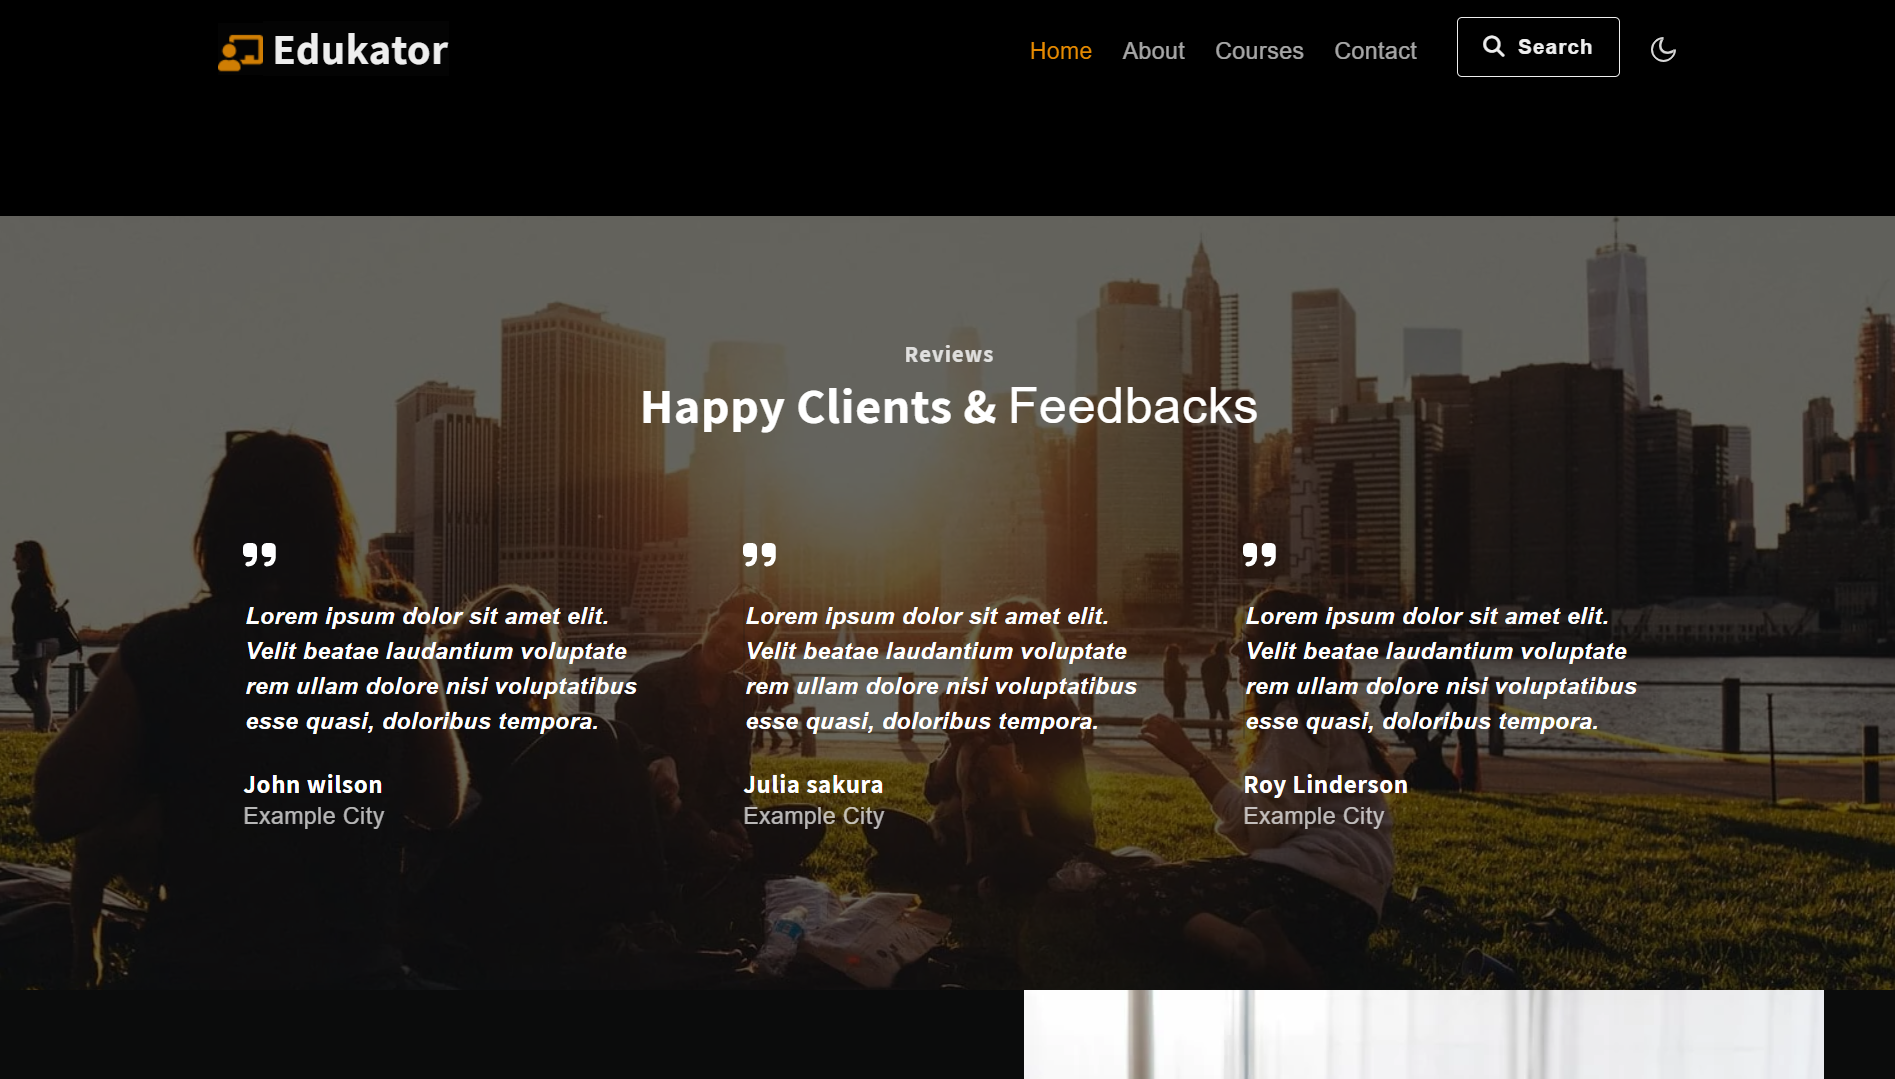 Edukator
Home About Courses Contact Search
Reviews
Happy Clients & Feedbacks
Lorem ipsum dolor sit amet elit.
Velit beatae laudantium voluptate
rem ullam dolore nisi voluptatibus
esse quasi, doloribus tempora.
John wilson
Example City
Lorem ipsum dolor sit amet elit.
Velit beatae laudantium voluptate
rem ullam dolore nisi voluptatibus
esse quasi, doloribus tempora.
Julia sakura
Example City
Lorem ipsum dolor sit amet elit.
Velit beatae laudantium voluptate
rem ullam dolore nisi voluptatibus
esse quasi, doloribus tempora.
Roy Linderson
Example City